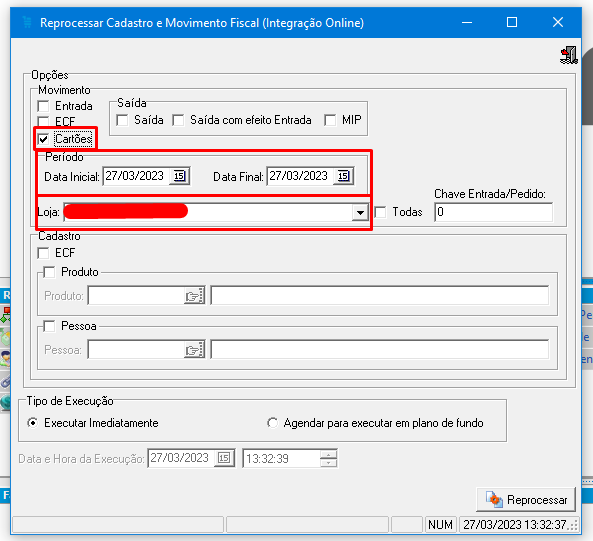 Reprocessar Cadastro e Movimento Fiscal (Integração Online)
Opções
Movimento
Entrada
ECF
Cartões
Saída
Saída
Saída com efeito Entrada
MIP
Período
Data Inicial: 27/03/2023 15
Data Final: 27/03/2023 15
Chave Entrada/Pedido:
Loja:
Todas
0
Cadastro
ECF
Produto
Produto:
Pessoa
Pessoa:
Tipo de Execução
Executar Imediatamente
Agendar para executar em plano de fundo
Data e Hora da Execução: 27/03/2023 15 13:32:39
Reprocessar
NUM 27/03/2023 13:32:37